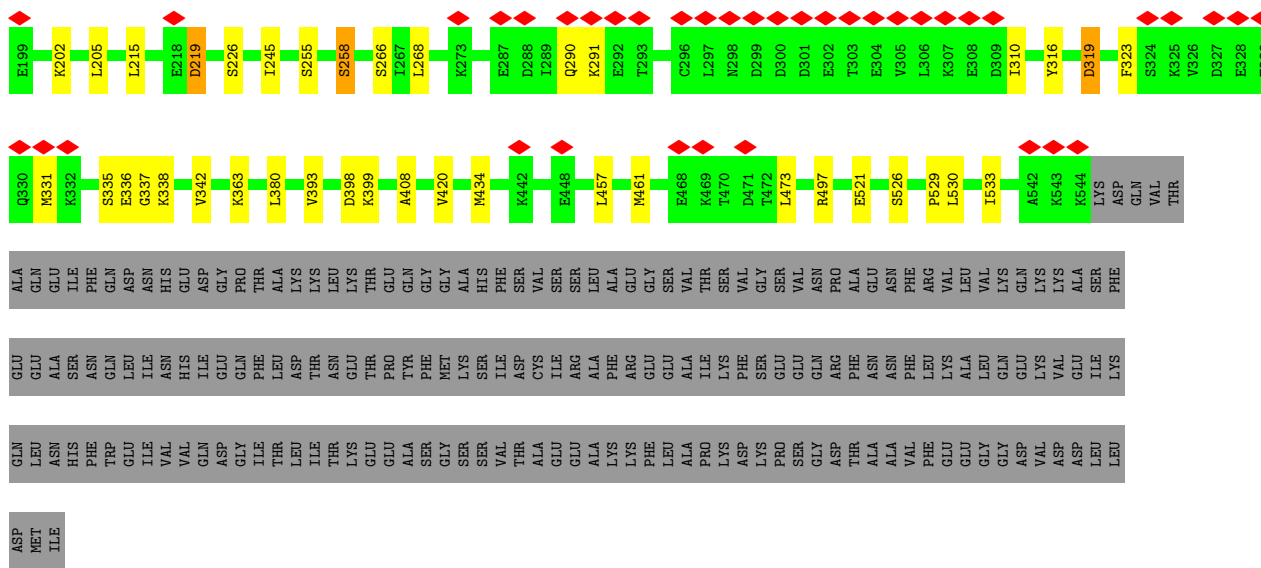 E199 K202 L205 L215 E218 D219 S226 I245 S255 S258 S266 I267 L268 K273 E287 D288 I289 Q290 K291 E292 T293 C296 L297 N298 D299 D300 D301 E302 T303 E304 V305 L306 K307 E308 D309 I310 Y316 D319 F323 S324 K325 V326 D327 E328
Q330 M331 K332 S335 E336 G337 K338 V342 K363 L380 V393 D398 K399 A408 V420 M434 K442 E448 L457 M461 E468 K469 T470 D471 T472 L473 R497 E521 S526 P529 L530 I533 A542 K543 K544 LYS ASP GLN VAL THR
ALA GLN GLU ILE PHE GLN ASP ASN HIS GLU ASP GLY PRO THR ALA LYS LYS LEU LYS THR GLU GLN GLY GLY ALA HIS PHE SER VAL SER SER LEU ALA GLU GLY SER VAL THR SER VAL GLY SER VAL ASN PRO ALA GLU ASN PHE ARG VAL LEU VAL LYS GLN LYS LYS ALA SER PHE
GLU GLU ALA SER ASN GLN LEU ILE ASN HIS ILE GLU GLN PHE LEU ASP THR ASN GLU THR PRO TYR PHE MET LYS SER ILE ASP CYS ILE ARG ALA PHE ARG GLU GLU ALA ILE LYS PHE SER GLU GLU GLN ARG PHE ASN ASN PHE LEU LYS ALA LEU GLN GLU LYS VAL GLU ILE LYS
GLN LEU ASN HIS PHE TRP GLU ILE VAL VAL GLN ASP GLY ILE THR LEU ILE THR LYS GLU GLU ALA SER GLY SER SER VAL THR ALA GLU GLU ALA LYS LYS PHE LEU ALA PRO LYS ASP LYS PRO SER GLY ASP THR ALA ALA VAL PHE GLU GLU GLY GLY ASP VAL ASP ASP LEU LEU
ASP MET ILE